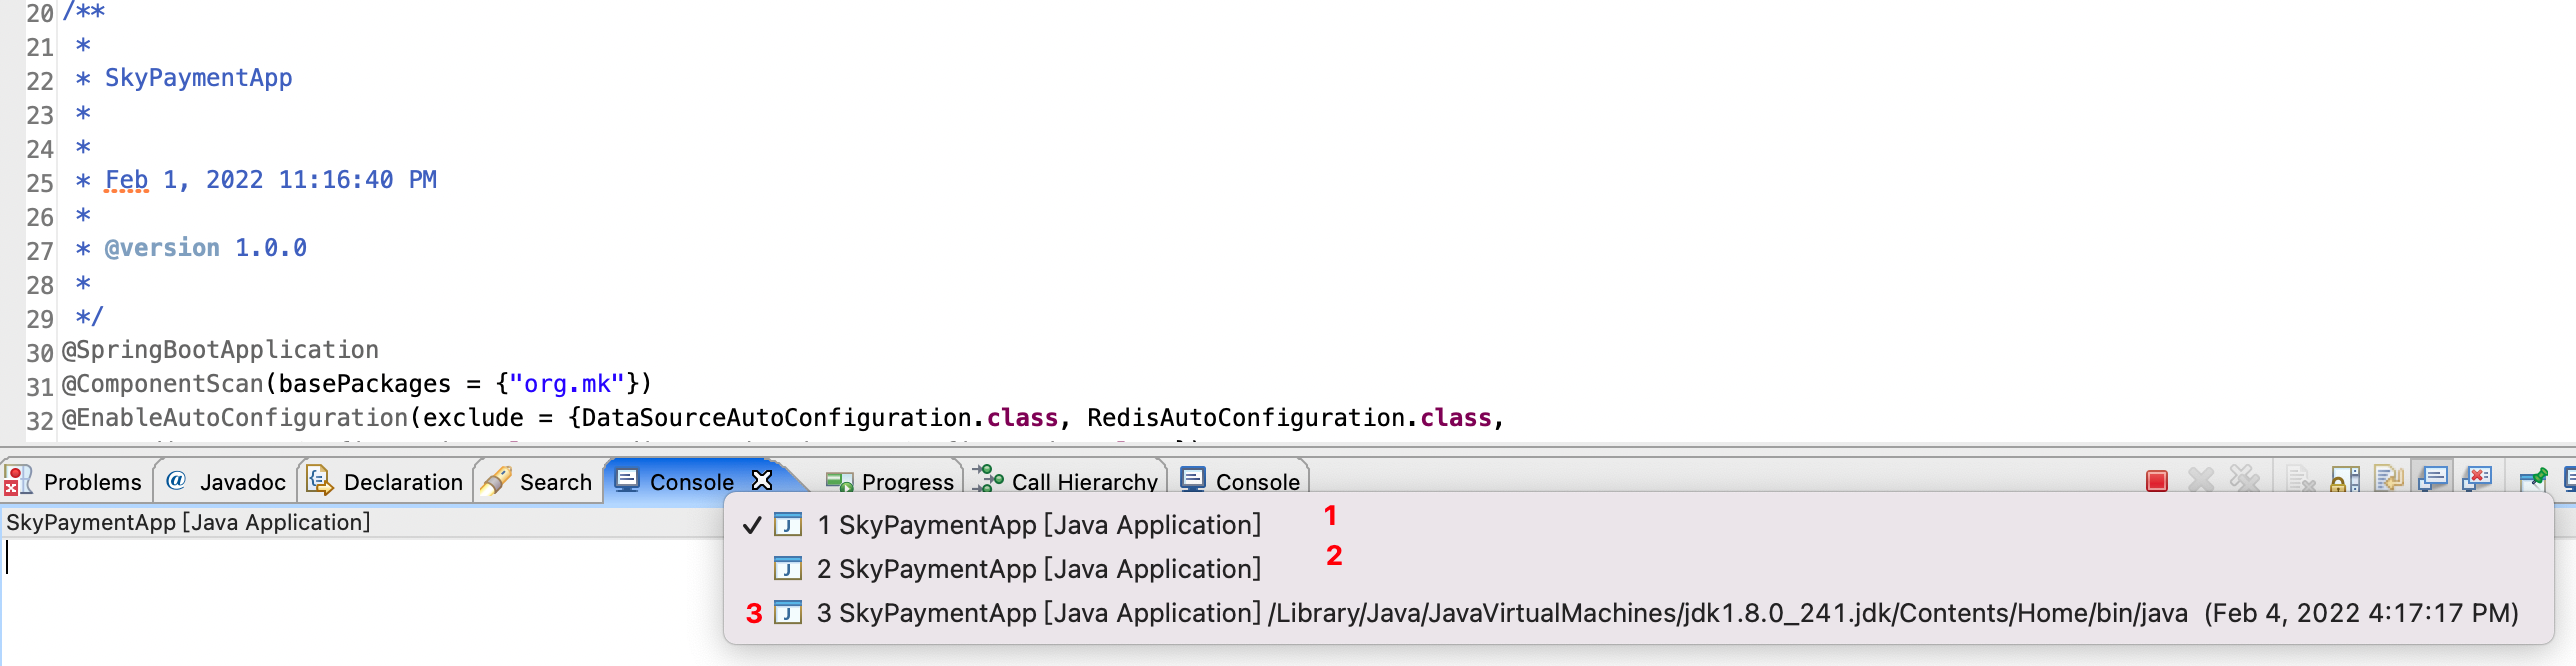 20 /**
21 *
22 * SkyPaymentApp
23 *
24 *
25 * Feb 1, 2022 11:16:40 PM
26 *
27 * @version 1.0.0
28 *
29 */
30 @SpringBootApplication
31 @ComponentScan(basePackages = {"org.mk"})
32 @EnableAutoConfiguration(exclude = {DataSourceAutoConfiguration.class, RedisAutoConfiguration.class,
Problems @ Javadoc Declaration Search Console Progress Call Hierarchy Console
SkyPaymentApp [Java Application]
✓ J 1 SkyPaymentApp [Java Application] 1
J 2 SkyPaymentApp [Java Application] 2
3 J 3 SkyPaymentApp [Java Application] /Library/Java/JavaVirtualMachines/jdk1.8.0_241.jdk/Contents/Home/bin/java (Feb 4, 2022 4:17:17 PM)